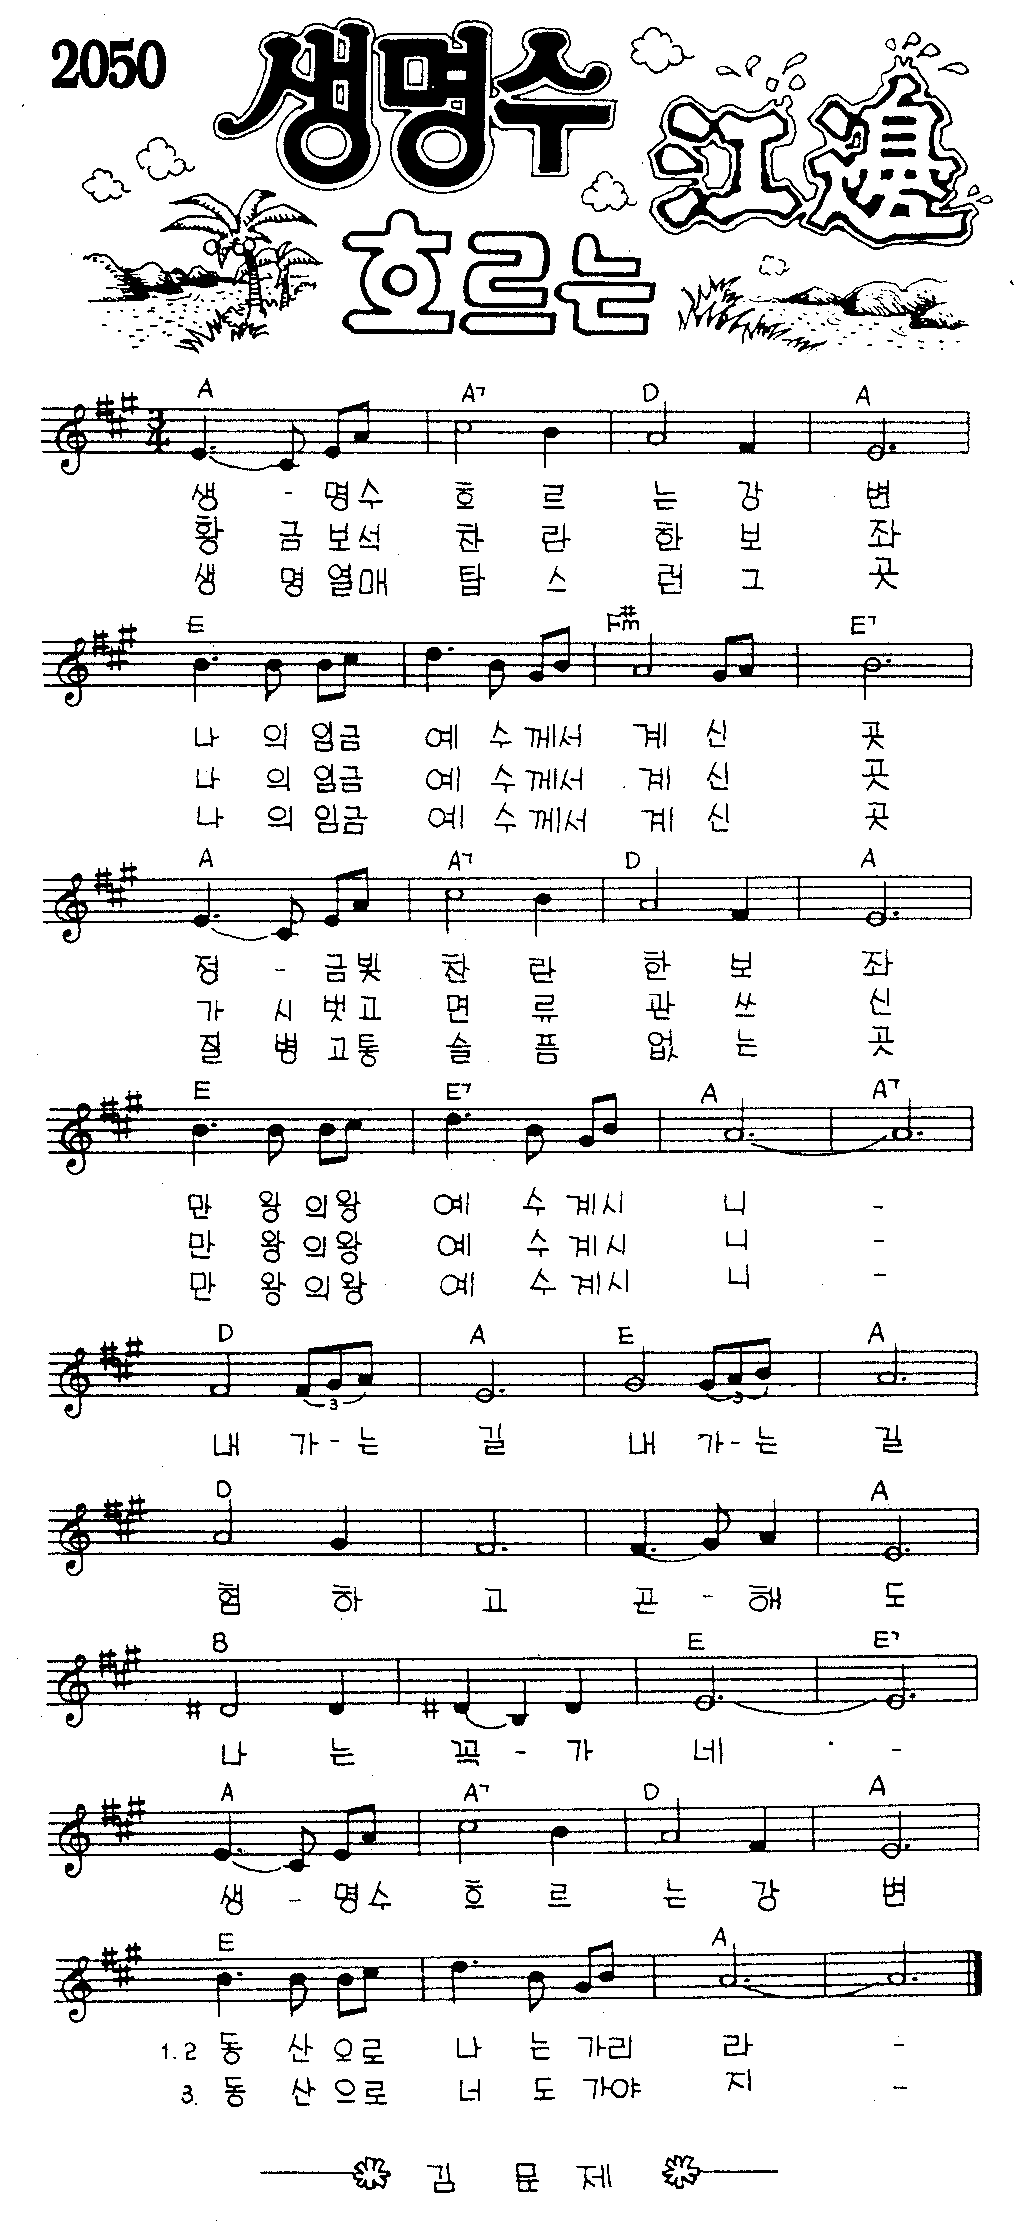 2050
생명수
江邊
흐르는
A A7 D A
3/4
생 - 명수 흐 르 는 강 변
황 금 보석 찬 란 한 보 좌
생 명 열매 탐 스 런 그 곳
E F#m E7
나 의 임금 예 수 께서 계 신 곳
나 의 임금 예 수 께서 계 신 곳
나 의 임금 예 수 께서 계 신 곳
A A7 D A
정 - 금빛 찬 란 한 보 좌
가 시 벗고 면 류 관 쓰 신
질 병 고통 슬 픔 없 는 곳
E E7 A A7
만 왕 의왕 예 수 계시 니 -
만 왕 의왕 예 수 계시 니 -
만 왕 의왕 예 수 계시 니 -
D A E A
3 3
내 가-는 길 내 가-는 길
D A
험 하 고 곤 - 해 도
B E E7
나 는 꼭 - 가 네 -
A A7 D A
생 - 명수 흐 르 는 강 변
E A
1. 2 동 산 으로 나 는 가리 라 -
3. 동 산 으로 너 도 가야 지 -
김 문 제